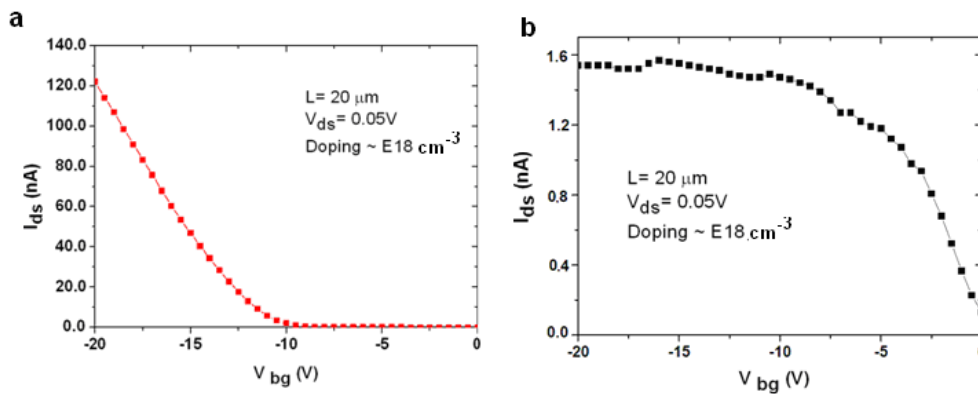 a
140.0
120.0
100.0
80.0
60.0
40.0
20.0
0.0
I ds (nA)
L= 20 μm
V ds= 0.05V
Doping ~ E18 cm⁻³
-20
-15
-10
-5
0
V bg (V)
b
1.6
1.2
0.8
0.4
0.0
I ds (nA)
L= 20 μm
V ds= 0.05V
Doping ~ E18 cm⁻³
-20
-15
-10
-5
0
V bg (V)